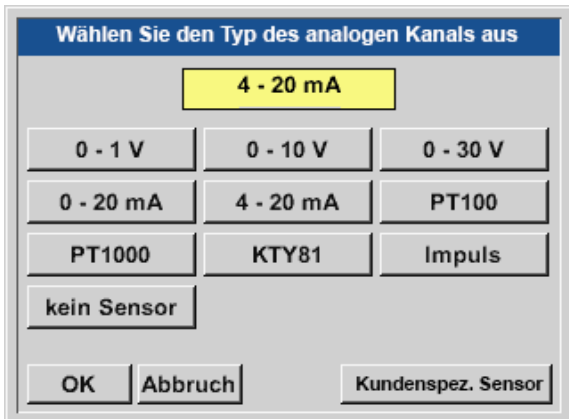 Wählen Sie den Typ des analogen Kanals aus
4 - 20 mA
0 - 1 V
0 - 10 V
0 - 30 V
0 - 20 mA
4 - 20 mA
PT100
PT1000
KTY81
Impuls
kein Sensor
OK
Abbruch
Kundenspez. Sensor